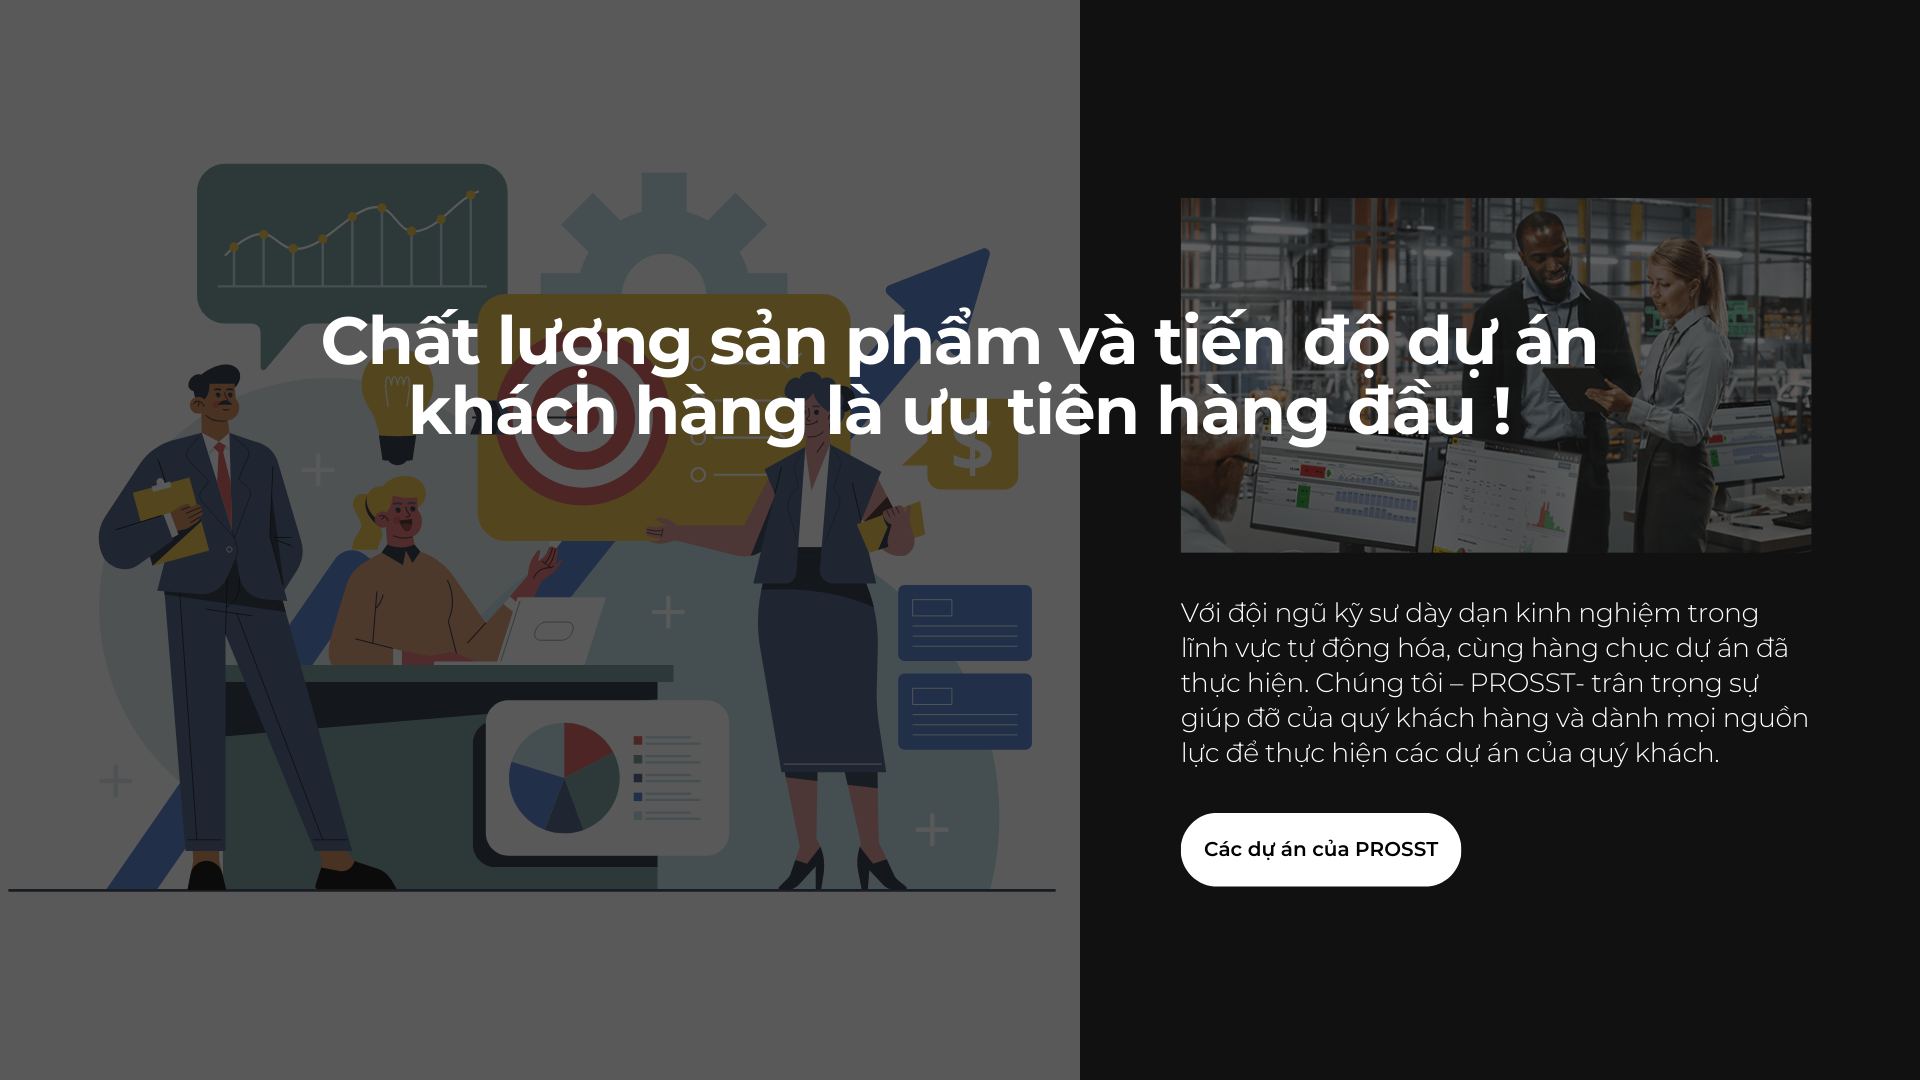 Chất lượng sản phẩm và tiến độ dự án
khách hàng là ưu tiên hàng đầu !
$
Với đội ngũ kỹ sư dày dạn kinh nghiệm trong
lĩnh vực tự động hóa, cùng hàng chục dự án đã
thực hiện. Chúng tôi – PROSST- trân trọng sự
giúp đỡ của quý khách hàng và dành mọi nguồn
lực để thực hiện các dự án của quý khách.
Các dự án của PROSST